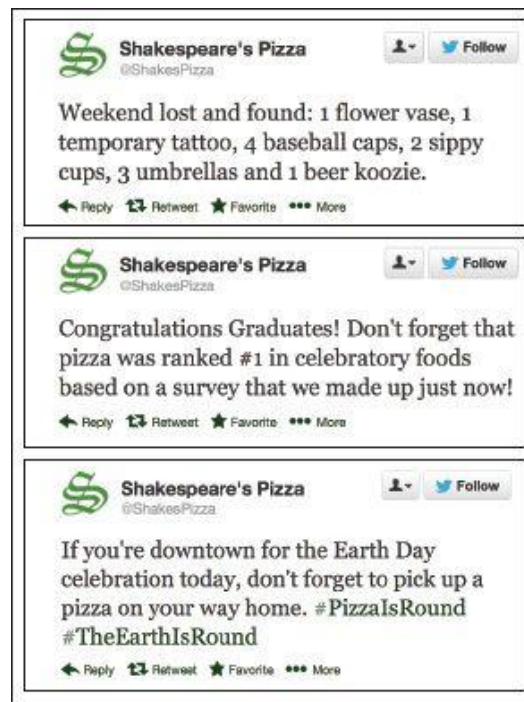 Shakespeare's Pizza
@ShakesPizza
Follow
Weekend lost and found: 1 flower vase, 1
temporary tattoo, 4 baseball caps, 2 sippy
cups, 3 umbrellas and 1 beer koozie.
Reply Retweet Favorite More
Shakespeare's Pizza
@ShakesPizza
Follow
Congratulations Graduates! Don't forget that
pizza was ranked #1 in celebratory foods
based on a survey that we made up just now!
Reply Retweet Favorite More
Shakespeare's Pizza
@ShakesPizza
Follow
If you're downtown for the Earth Day
celebration today, don't forget to pick up a
pizza on your way home. #PizzaIsRound
#TheEarthIsRound
Reply Retweet Favorite More